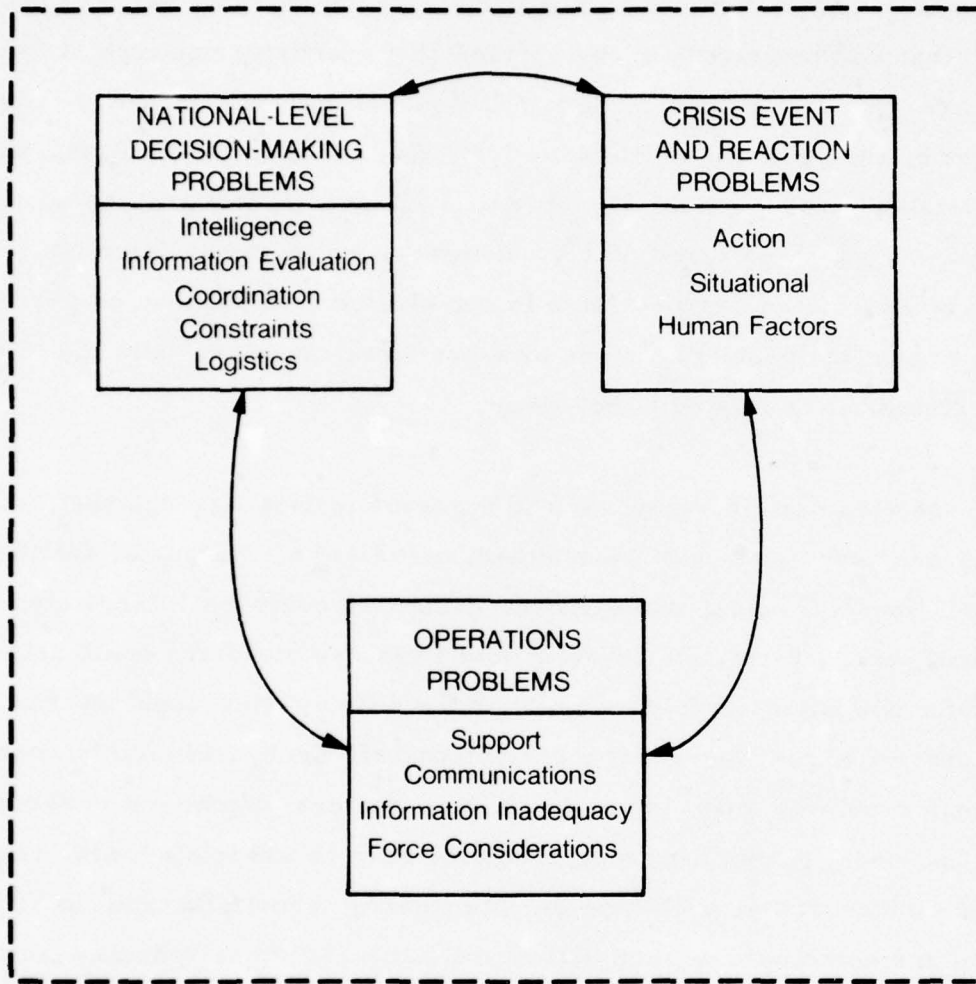 NATIONAL-LEVEL
DECISION-MAKING
PROBLEMS
Intelligence
Information Evaluation
Coordination
Constraints
Logistics
CRISIS EVENT
AND REACTION
PROBLEMS
Action
Situational
Human Factors
OPERATIONS
PROBLEMS
Support
Communications
Information Inadequacy
Force Considerations